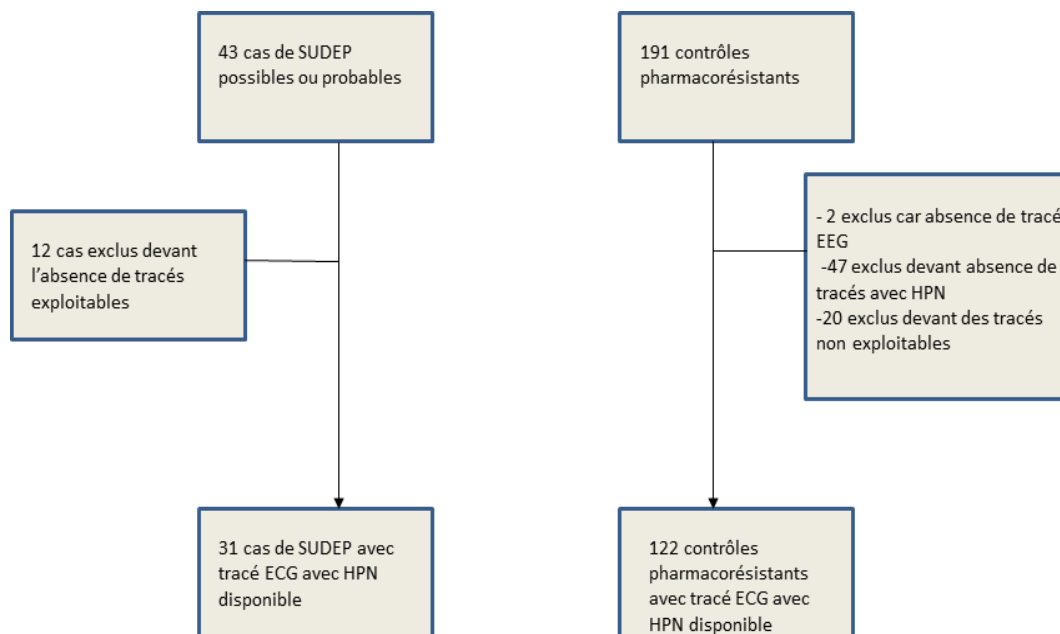 43 cas de SUDEP
possibles ou probables
191 contrôles
pharmacorésistants
12 cas exclus devant
l'absence de tracés
exploitables
- 2 exclus car absence de tracé
EEG
-47 exclus devant absence de
tracés avec HPN
-20 exclus devant des tracés
non exploitables
31 cas de SUDEP avec
tracé ECG avec HPN
disponible
122 contrôles
pharmacorésistants
avec tracé ECG avec
HPN disponible